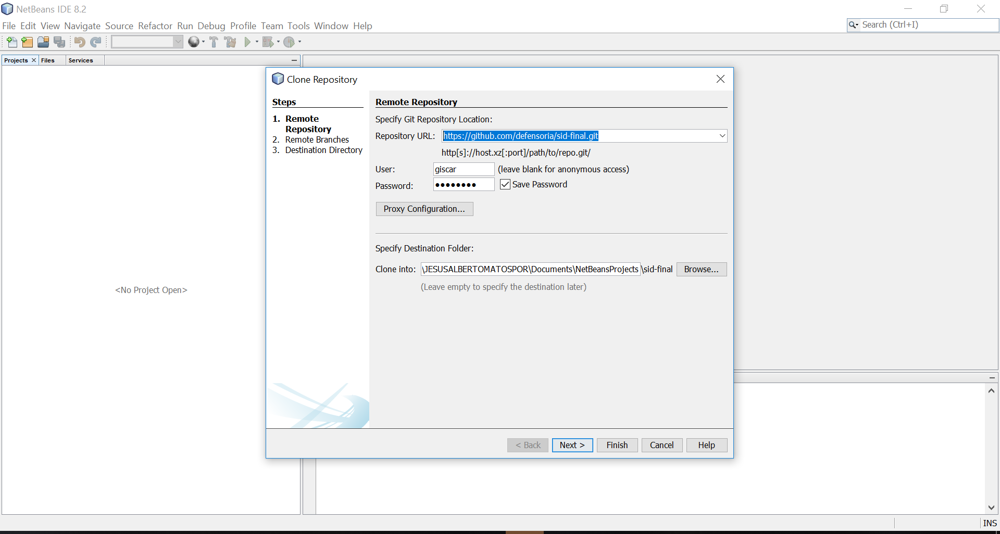 NetBeans IDE 8.2
File Edit View Navigate Source Refactor Run Debug Profile Team Tools Window Help
Search (Ctrl+I)
Projects Files Services
<No Project Open>
Clone Repository
Steps
1. Remote
Repository
2. Remote Branches
3. Destination Directory
Remote Repository
Specify Git Repository Location:
Repository URL: https://github.com/defensoria/sid-final.git
http[s]://host.xz[:port]/path/to/repo.git/
User: giscar (leave blank for anonymous access)
Password: ●●●●●●●● Save Password
Proxy Configuration...
Specify Destination Folder:
Clone into: \JESUSALBERTOMATOSPOR\Documents\NetBeansProjects \sid-final Browse...
(Leave empty to specify the destination later)
< Back Next > Finish Cancel Help
INS